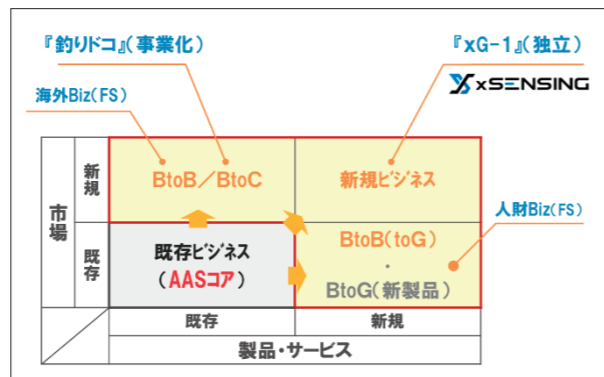 『釣りドコ』(事業化)
『xG-1』(独立)
xSENSING
海外Biz(FS)
新規
BtoB/BtoC
新規ビジネス
人財Biz(FS)
市場
既存
既存ビジネス
(AASコア)
BtoB(toG)
・
BtoG(新製品)
既存
新規
製品・サービス